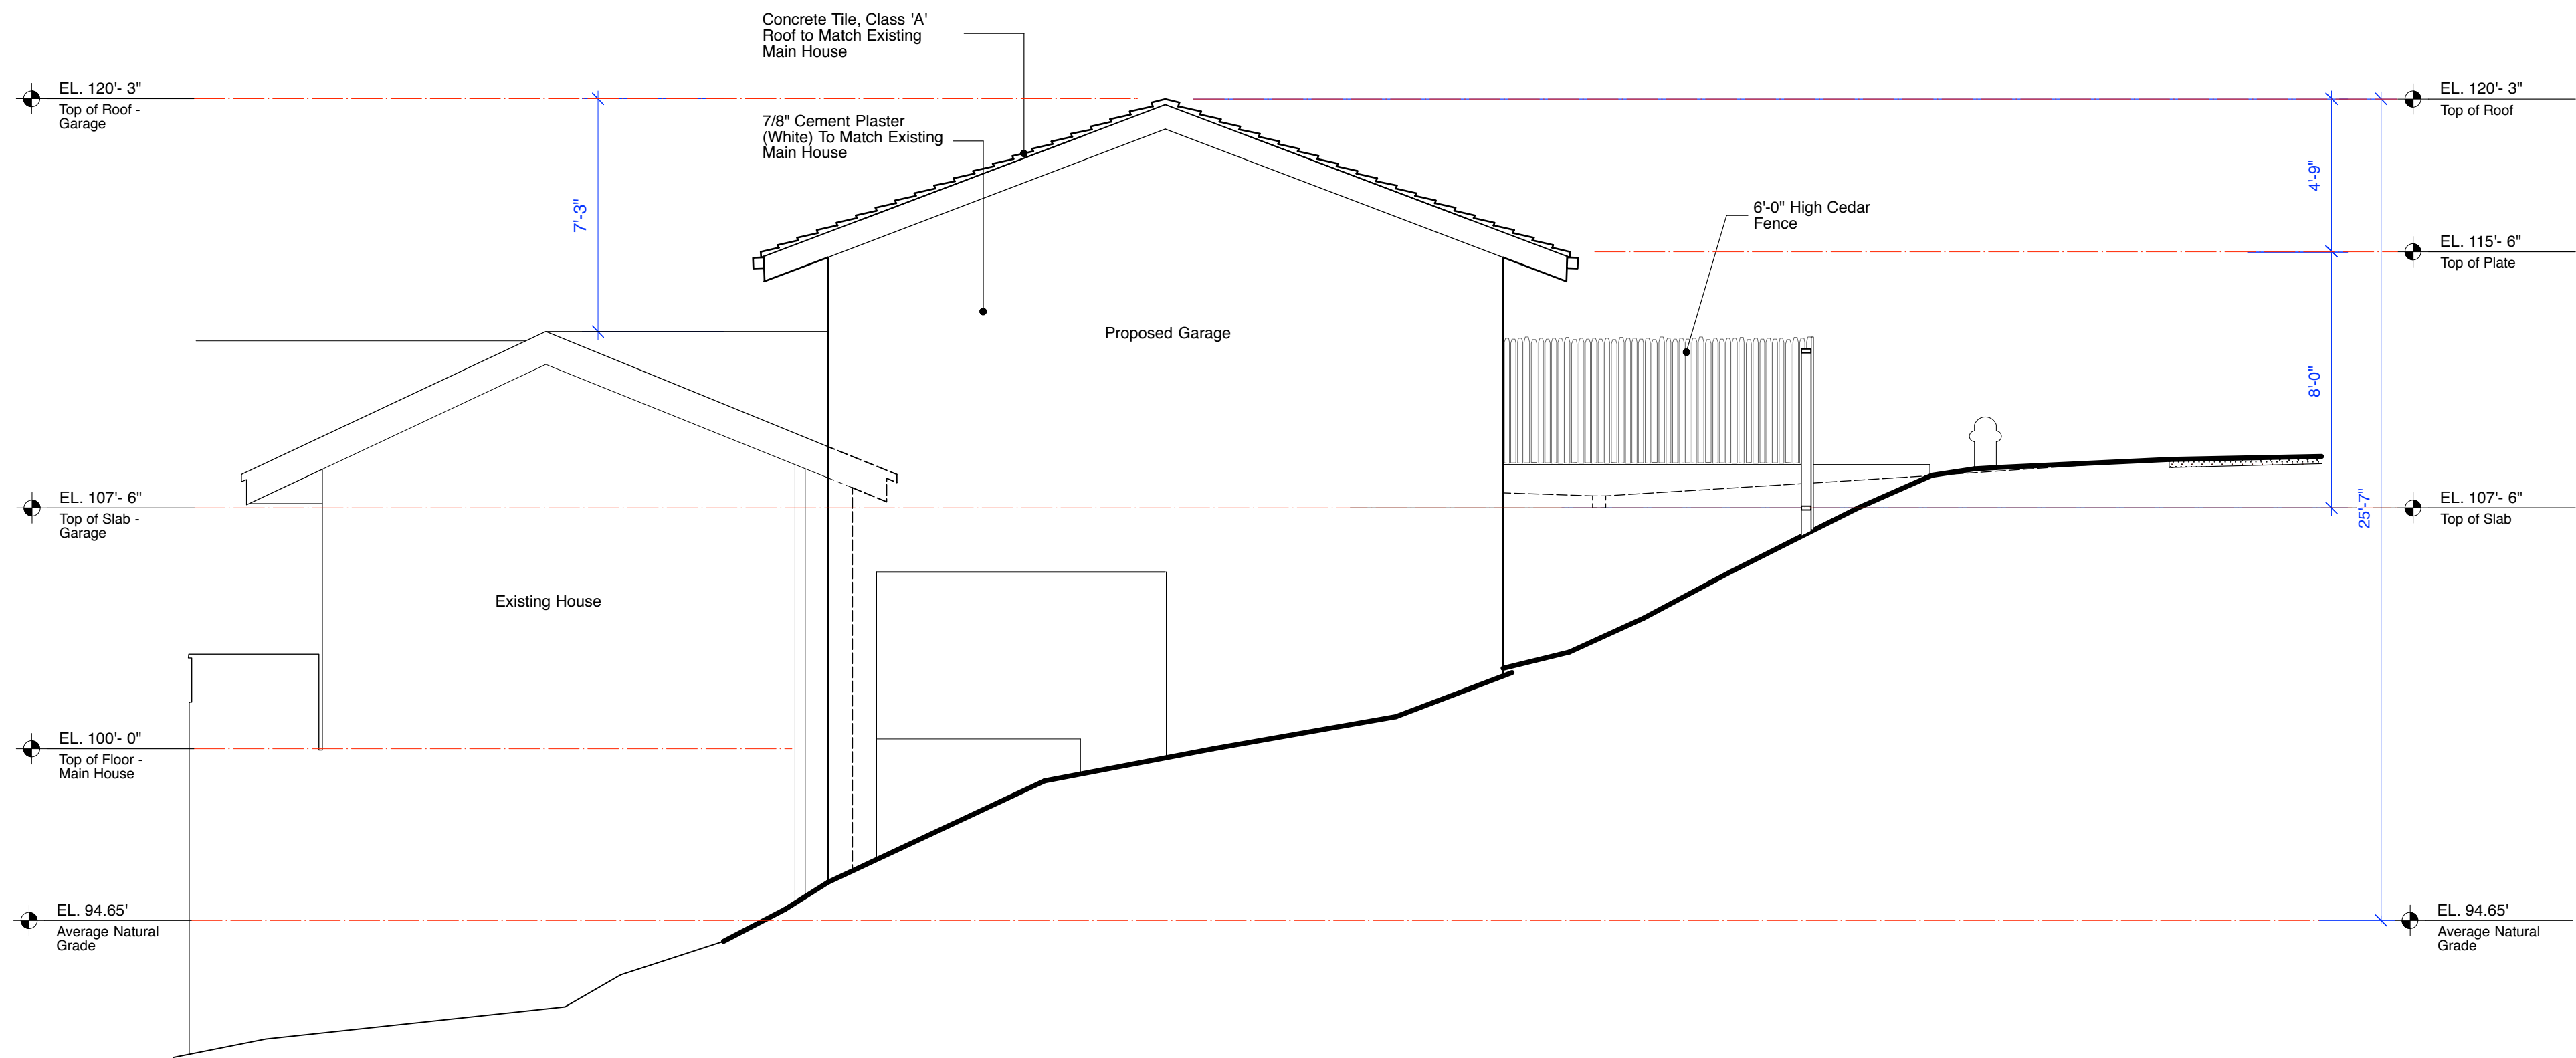 Concrete Tile, Class 'A'
Roof to Match Existing
Main House
EL. 120'- 3"
Top of Roof -
Garage
EL. 120'- 3"
Top of Roof
7/8" Cement Plaster
(White) To Match Existing
Main House
4'-9"
7'-3"
6'-0" High Cedar
Fence
EL. 115'- 6"
Top of Plate
Proposed Garage
8'-0"
EL. 107'- 6"
Top of Slab -
Garage
25'-7"
EL. 107'- 6"
Top of Slab
Existing House
EL. 100'- 0"
Top of Floor -
Main House
EL. 94.65'
Average Natural
Grade
EL. 94.65'
Average Natural
Grade